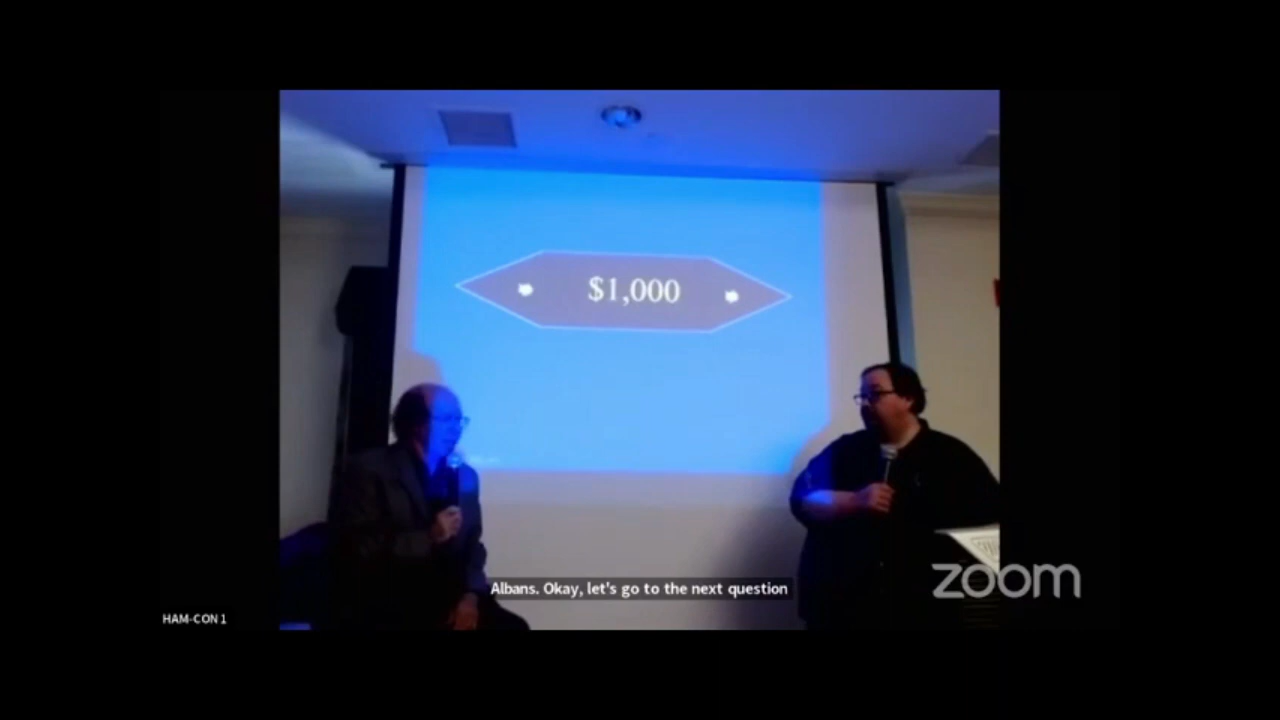 $1,000
Albans. Okay, let's go to the next question
zoom
HAM-CON 1